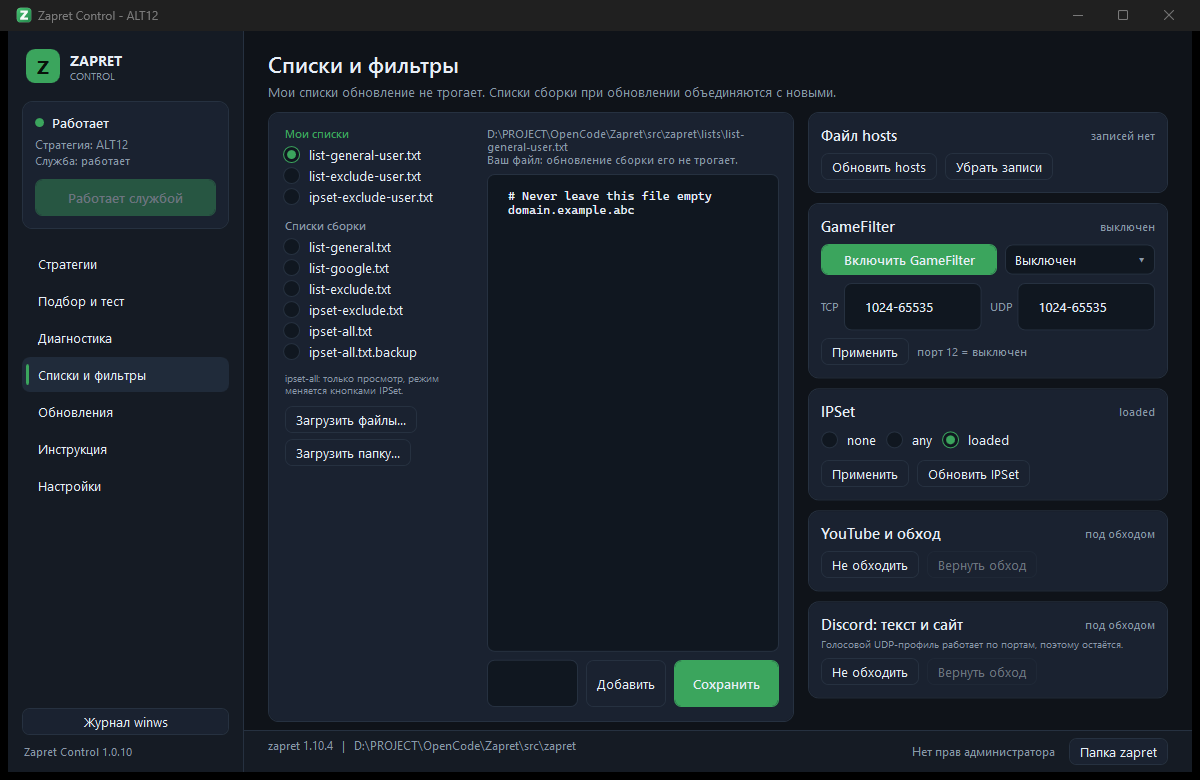 Z Zapret Control - ALT12
Z
ZAPRET
CONTROL
Работает
Стратегия: ALT12
Служба: работает
Работает службой
Стратегии
Подбор и тест
Диагностика
Списки и фильтры
Обновления
Инструкция
Настройки
Журнал winws
Zapret Control 1.0.10
Списки и фильтры
Мои списки обновление не трогает. Списки сборки при обновлении объединяются с новыми.
Мои списки
list-general-user.txt
list-exclude-user.txt
ipset-exclude-user.txt
Списки сборки
list-general.txt
list-google.txt
list-exclude.txt
ipset-exclude.txt
ipset-all.txt
ipset-all.txt.backup
ipset-all: только просмотр, режим
меняется кнопками IPSet.
Загрузить файлы...
Загрузить папку...
D:\PROJECT\OpenCode\Zapret\src\zapret\lists\list-
general-user.txt
Ваш файл: обновление сборки его не трогает.
# Never leave this file empty
domain.example.abc
Добавить
Сохранить
Файл hosts
записей нет
Обновить hosts
Убрать записи
GameFilter
выключен
Включить GameFilter
Выключен
TCP
1024-65535
UDP
1024-65535
Применить
порт 12 = выключен
IPSet
loaded
none
any
loaded
Применить
Обновить IPSet
YouTube и обход
под обходом
Не обходить
Вернуть обход
Discord: текст и сайт
под обходом
Голосовой UDP-профиль работает по портам, поэтому остаётся.
Не обходить
Вернуть обход
zapret 1.10.4 | D:\PROJECT\OpenCode\Zapret\src\zapret
Нет прав администратора
Папка zapret